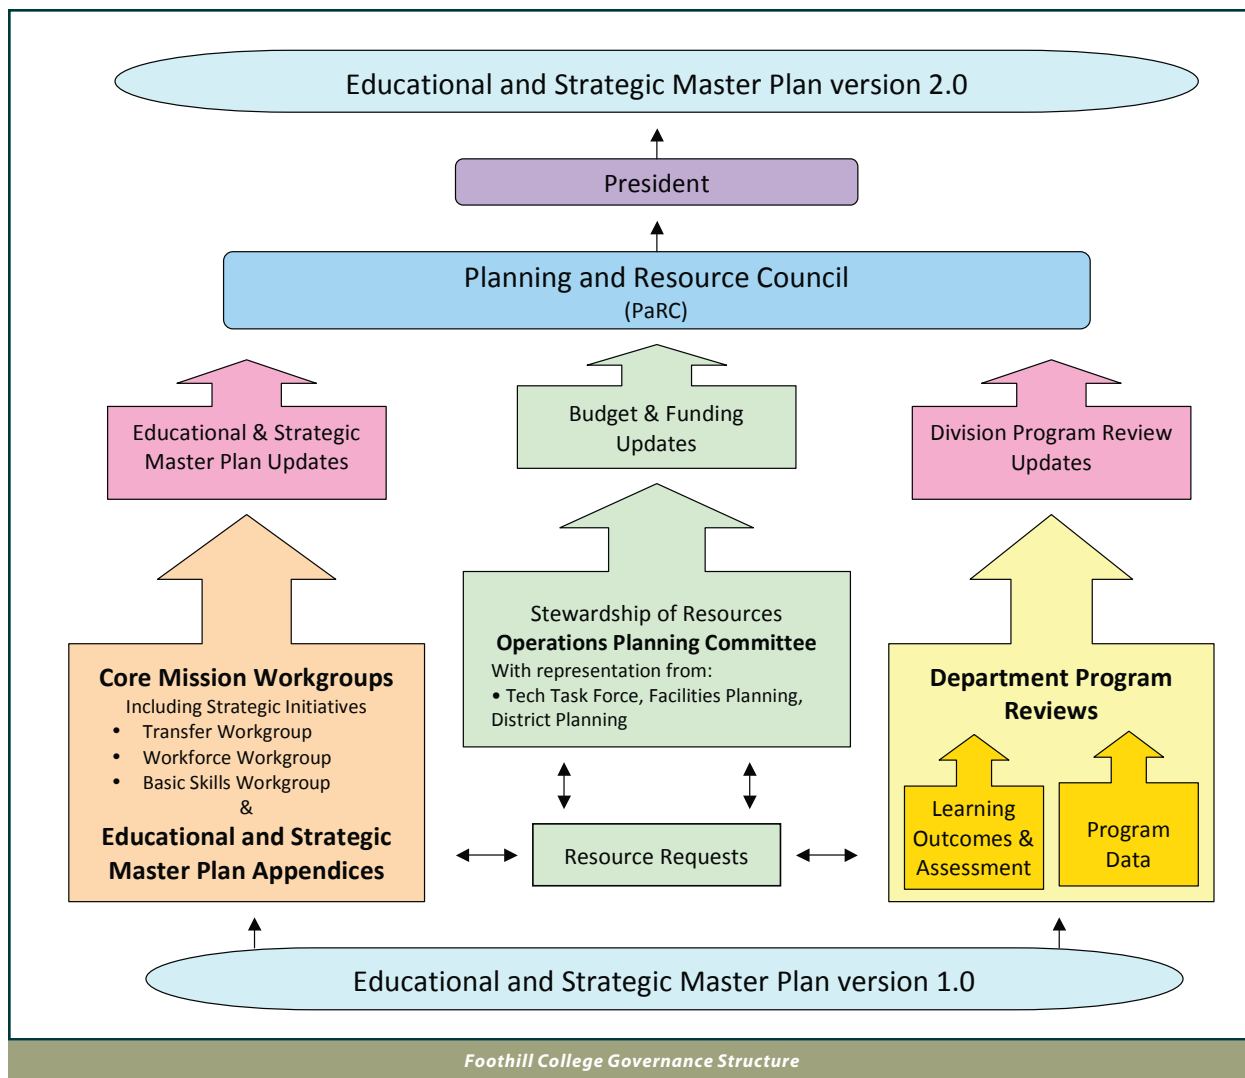 Educational and Strategic Master Plan version 2.0
President
Planning and Resource Council
(PaRC)
Educational & Strategic
Master Plan Updates
Budget & Funding
Updates
Division Program Review
Updates
Core Mission Workgroups
Including Strategic Initiatives
• Transfer Workgroup
• Workforce Workgroup
• Basic Skills Workgroup
&
Educational and Strategic
Master Plan Appendices
Stewardship of Resources
Operations Planning Committee
With representation from:
• Tech Task Force, Facilities Planning,
District Planning
Resource Requests
Department Program
Reviews
Learning
Outcomes &
Assessment
Program
Data
Educational and Strategic Master Plan version 1.0
Foothill College Governance Structure